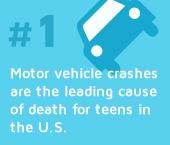 #1
Motor vehicle crashes
are the leading cause
of death for teens in
the U.S.